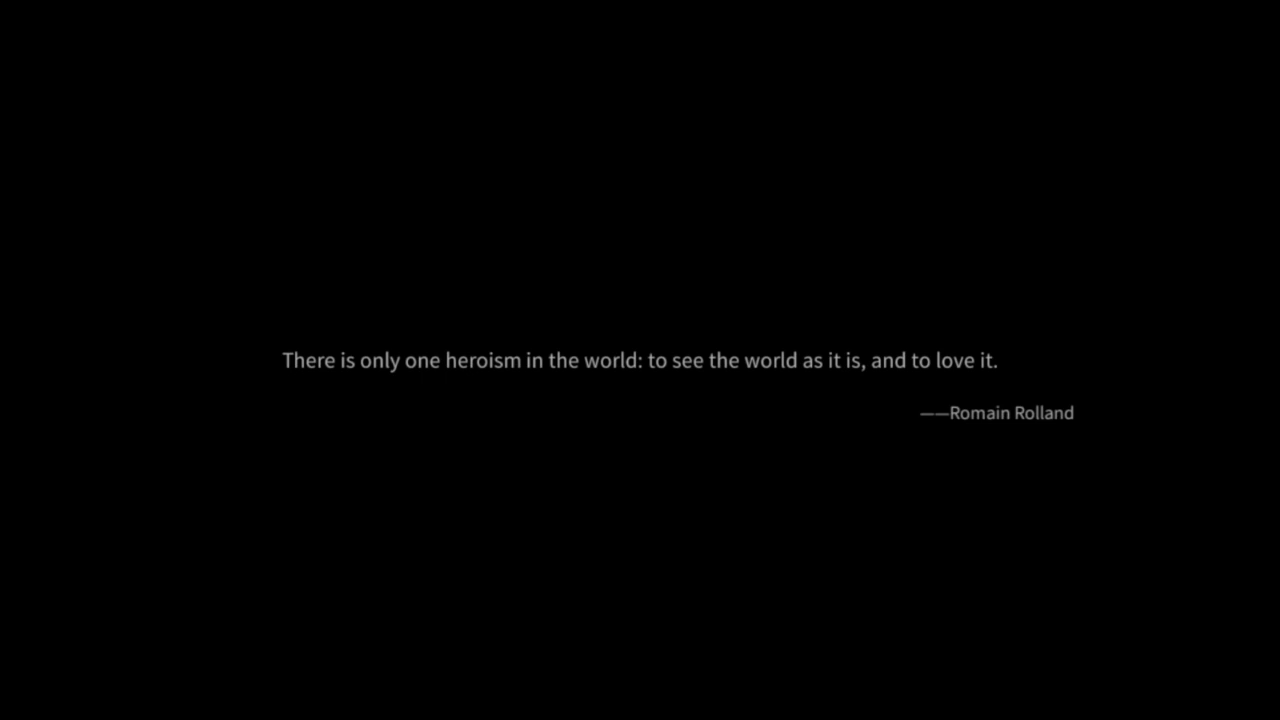 There is only one heroism in the world: to see the world as it is, and to love it.
——Romain Rolland